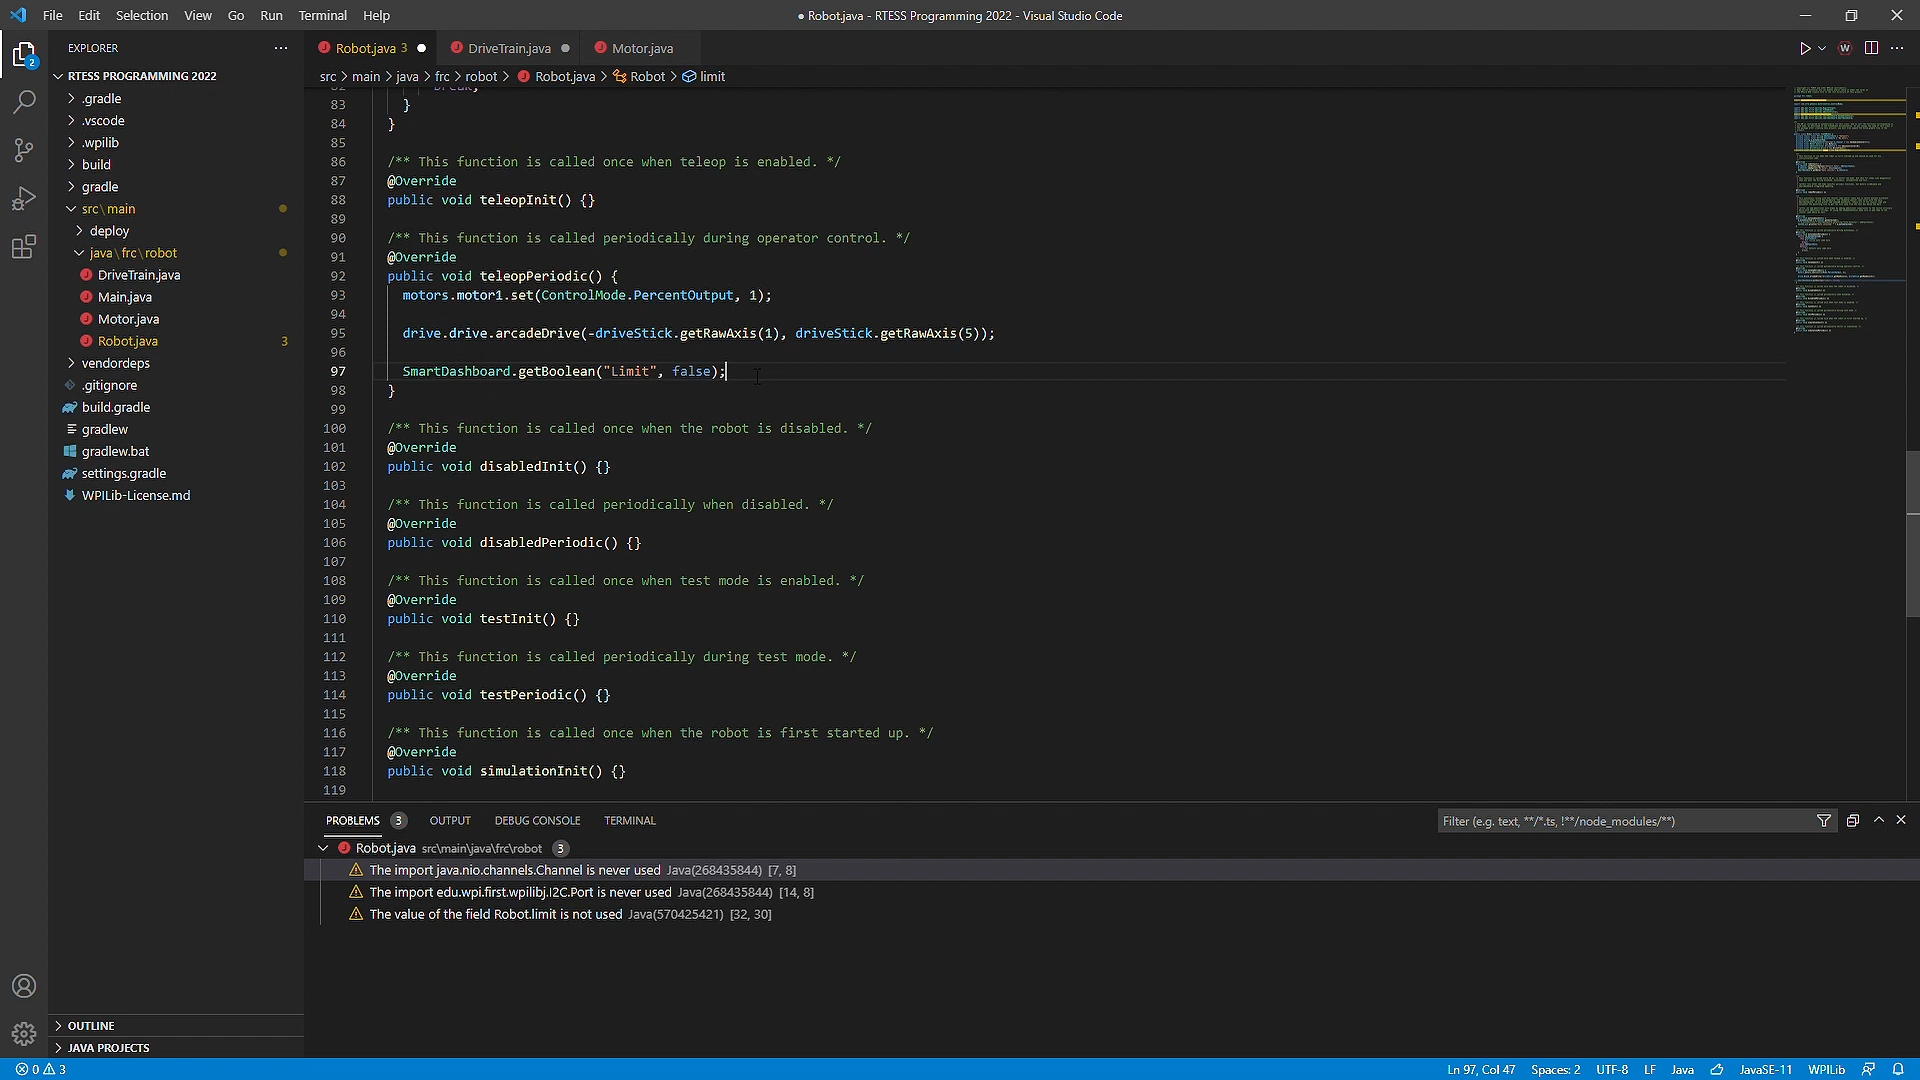 File Edit Selection View Go Run Terminal Help
● Robot.java - RTESS Programming 2022 - Visual Studio Code
EXPLORER
RTESS PROGRAMMING 2022
.gradle
.vscode
.wpilib
build
gradle
src\main
deploy
java\frc\robot
DriveTrain.java
Main.java
Motor.java
Robot.java 3
vendordeps
.gitignore
build.gradle
gradlew
gradlew.bat
settings.gradle
WPILib-License.md
OUTLINE
JAVA PROJECTS
2
Robot.java 3 DriveTrain.java Motor.java
W
src > main > java > frc > robot > Robot.java > Robot > limit
82 break;
83 }
84 }
85
86 /** This function is called once when teleop is enabled. */
87 @Override
88 public void teleopInit() {}
89
90 /** This function is called periodically during operator control. */
91 @Override
92 public void teleopPeriodic() {
93 motors.motor1.set(ControlMode.PercentOutput, 1);
94
95 drive.drive.arcadeDrive(-driveStick.getRawAxis(1), driveStick.getRawAxis(5));
96
97 SmartDashboard.getBoolean("Limit", false);
98 }
99
100 /** This function is called once when the robot is disabled. */
101 @Override
102 public void disabledInit() {}
103
104 /** This function is called periodically when disabled. */
105 @Override
106 public void disabledPeriodic() {}
107
108 /** This function is called once when test mode is enabled. */
109 @Override
110 public void testInit() {}
111
112 /** This function is called periodically during test mode. */
113 @Override
114 public void testPeriodic() {}
115
116 /** This function is called once when the robot is first started up. */
117 @Override
118 public void simulationInit() {}
119
PROBLEMS 3 OUTPUT DEBUG CONSOLE TERMINAL
Filter (e.g. text, **/*.ts, !**/node_modules/**)
Robot.java src\main\java\frc\robot 3
The import java.nio.channels.Channel is never used Java(268435844) [7, 8]
The import edu.wpi.first.wpilibj.I2C.Port is never used Java(268435844) [14, 8]
The value of the field Robot.limit is not used Java(570425421) [32, 30]
0 3
Ln 97, Col 47 Spaces: 2 UTF-8 LF Java JavaSE-11 WPILib